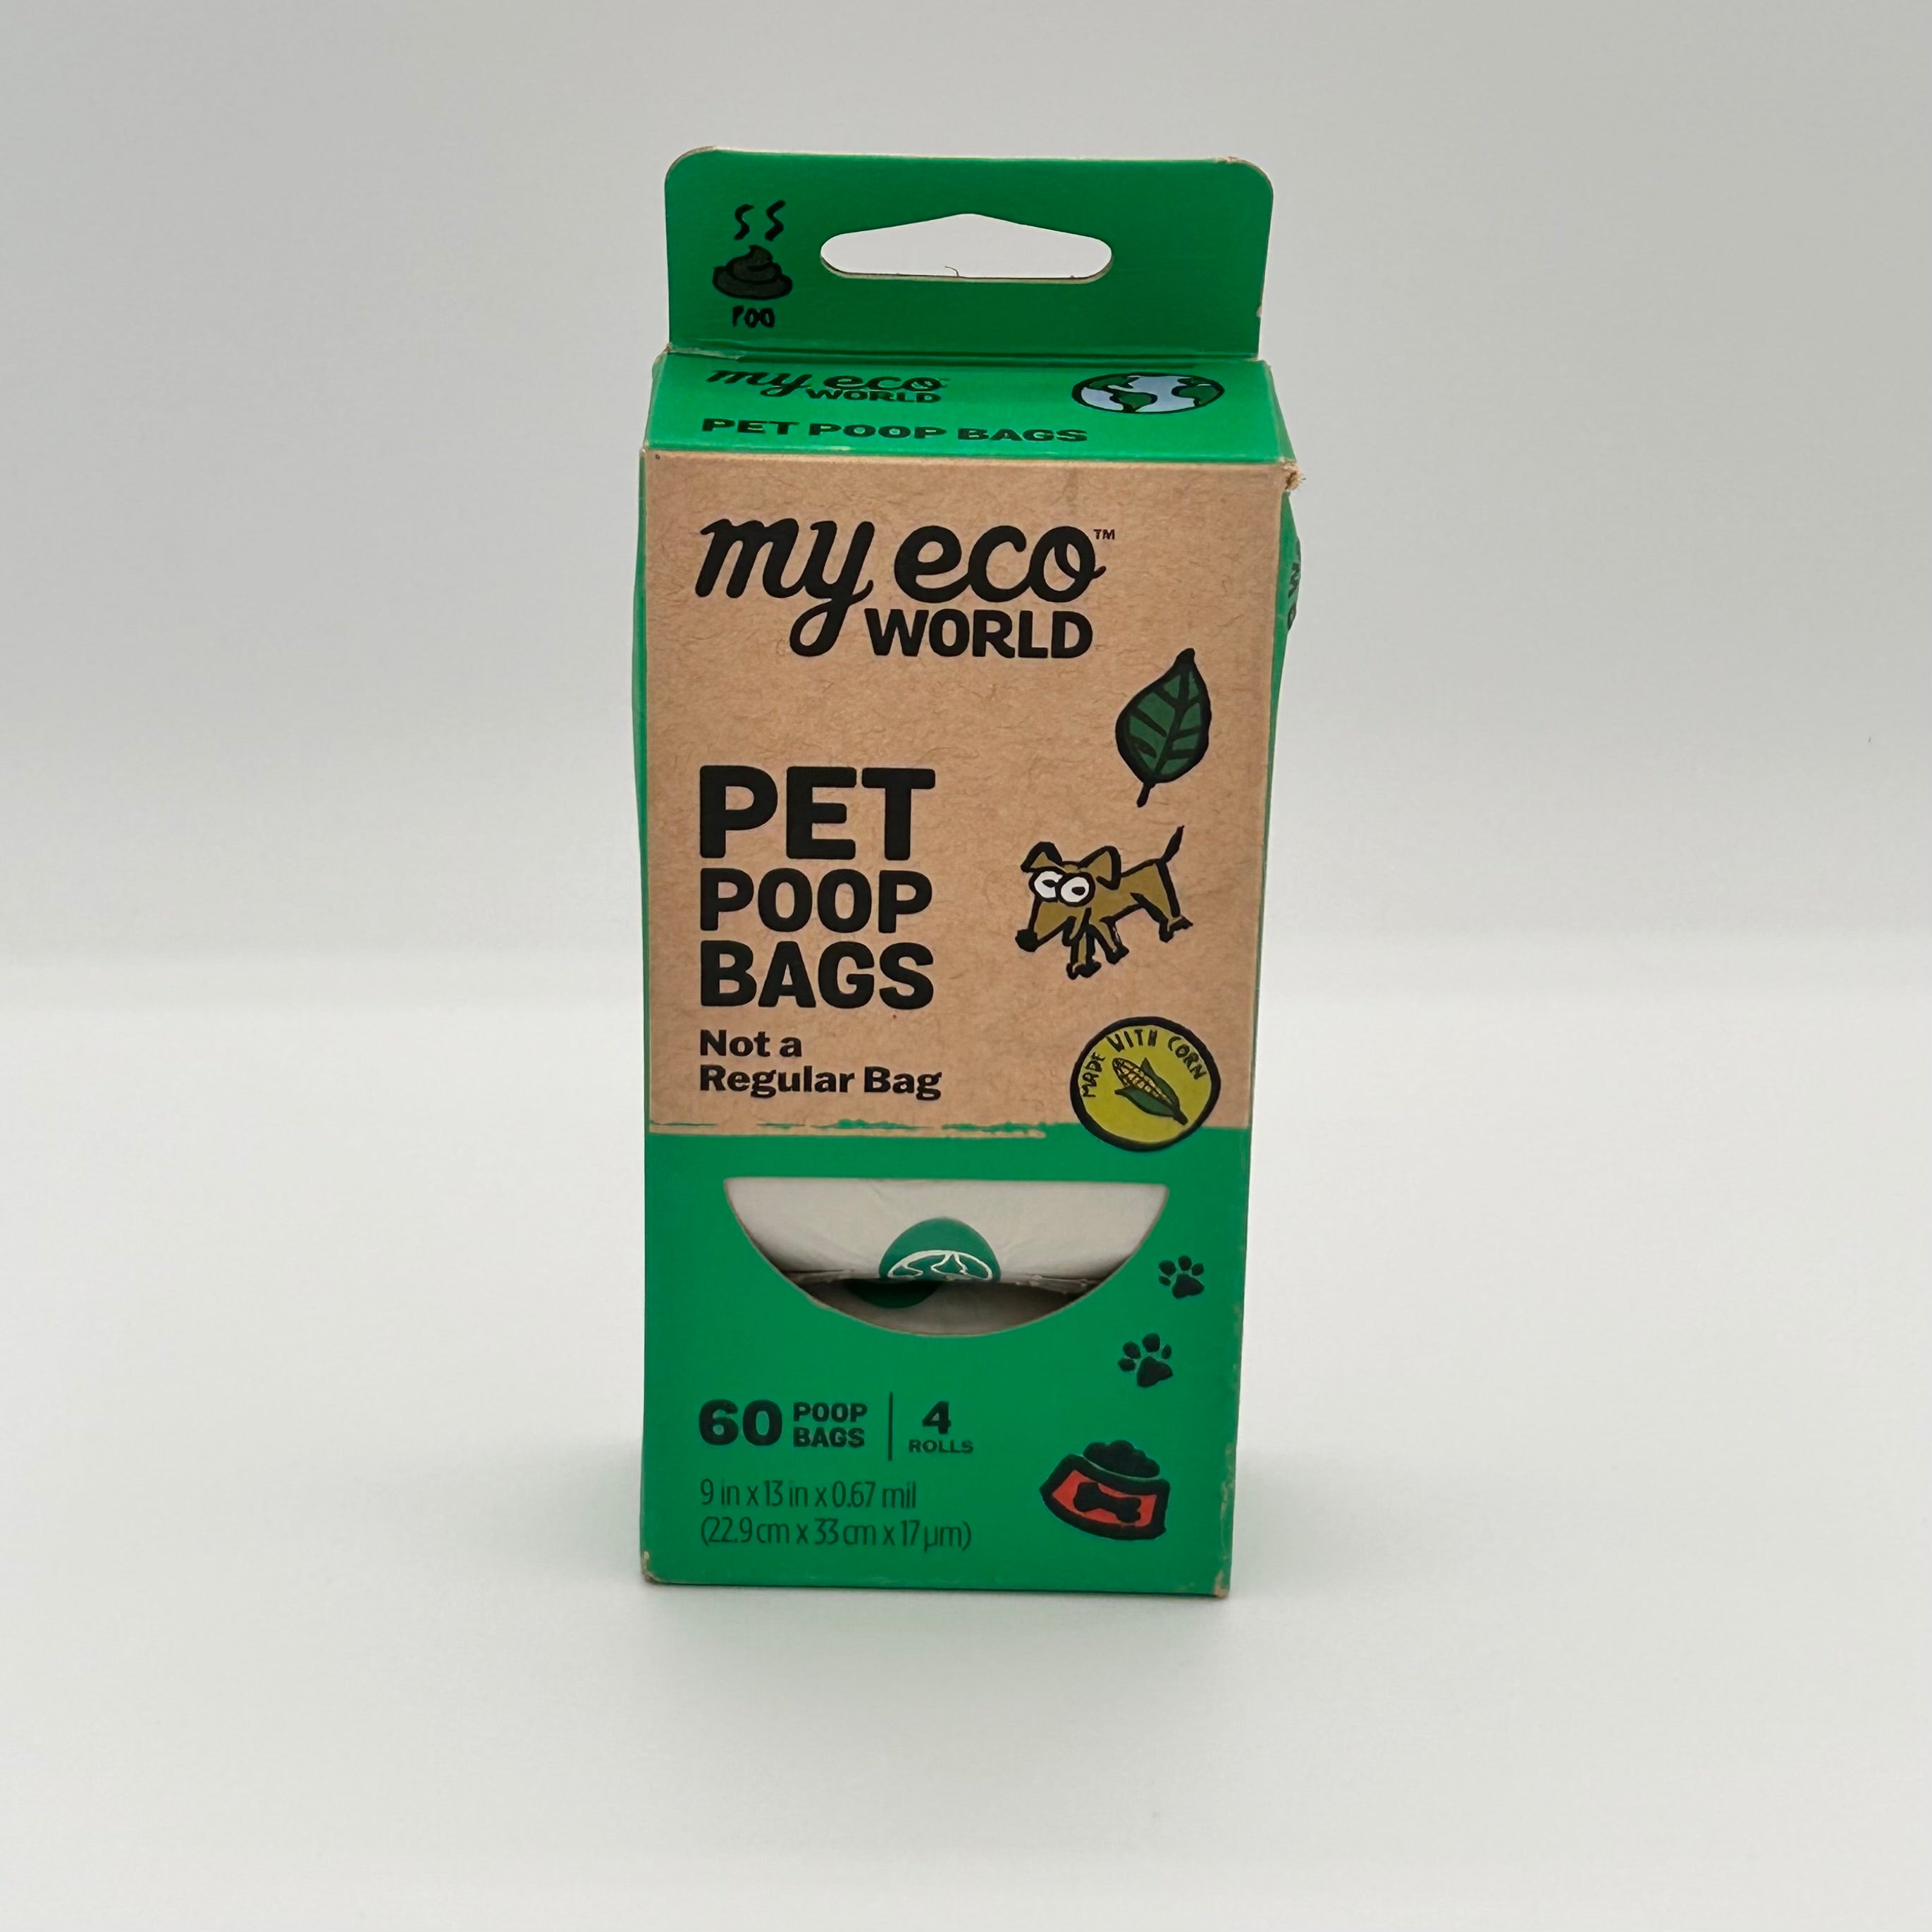 POO
my eco
WORLD
PET POOP BAGS
my eco™
WORLD
PET
POOP
BAGS
Not a
Regular Bag
MADE WITH CORN
60 POOP BAGS | 4 ROLLS
9 in x 13 in x 0.67 mil
(22.9 cm x 33 cm x 17 µm)